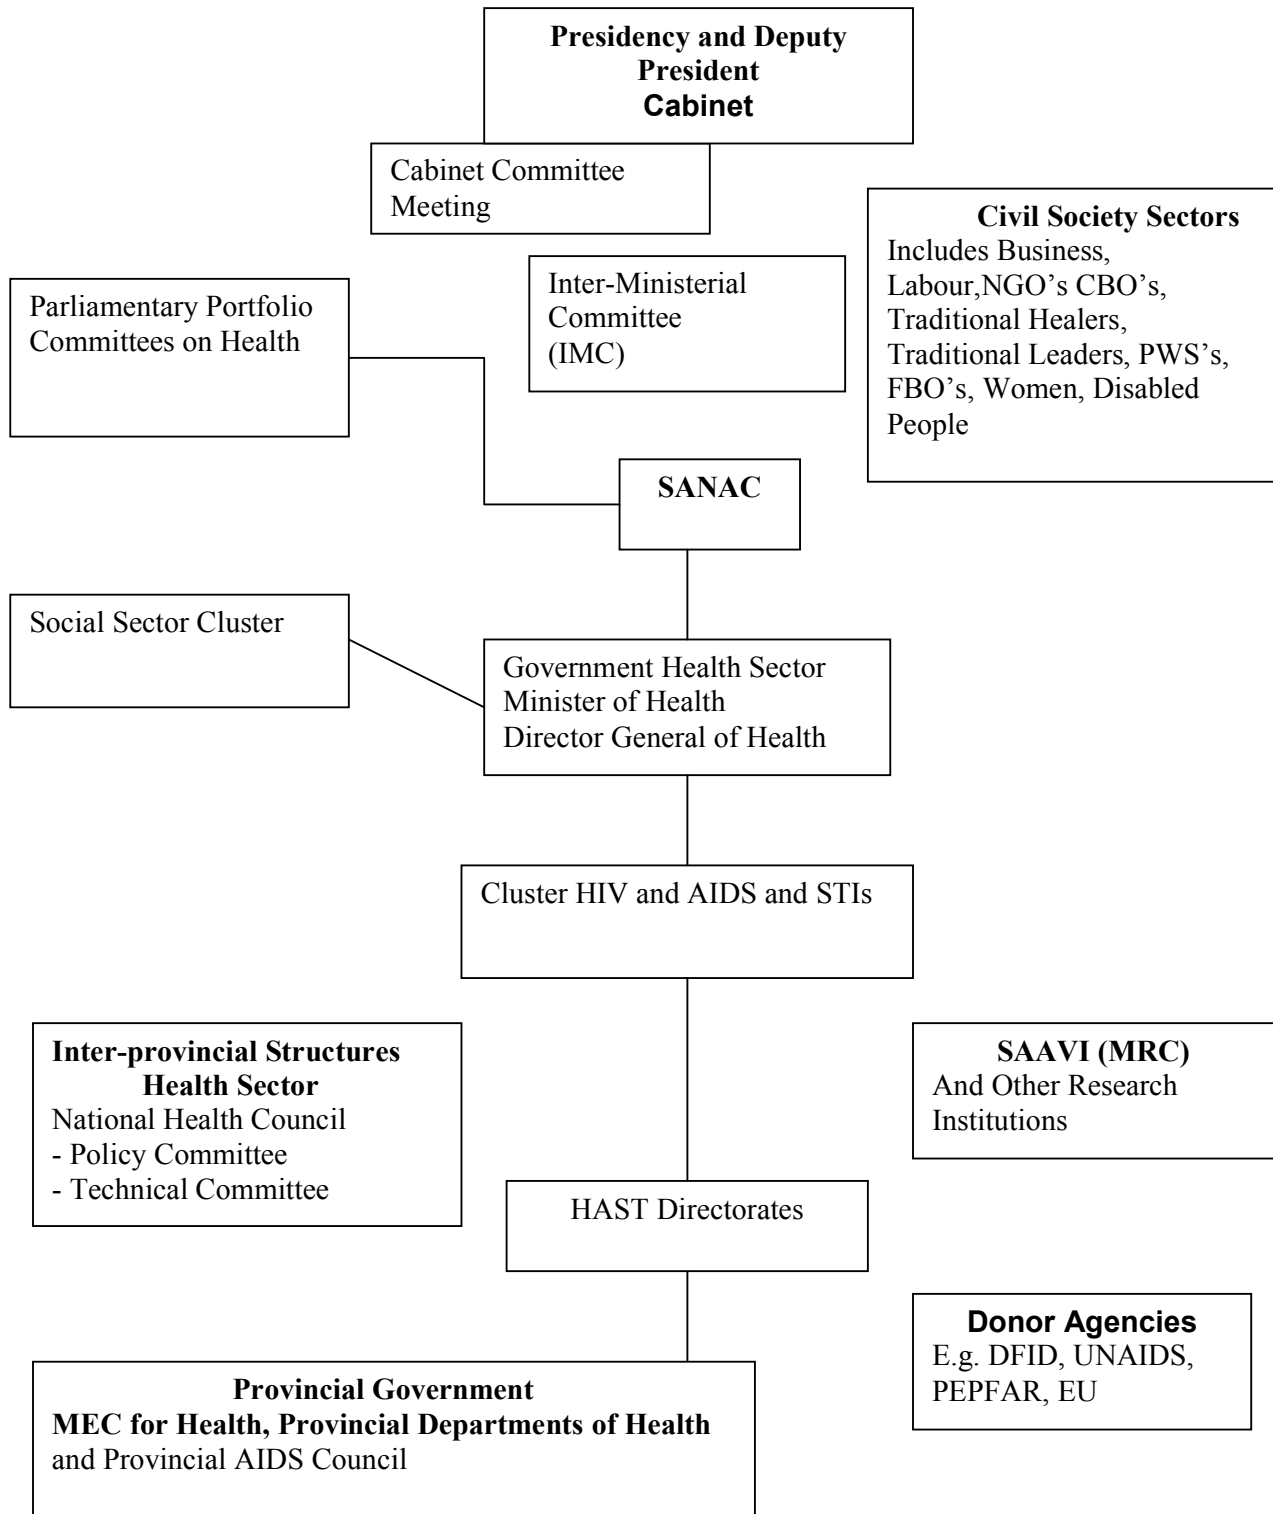 Presidency and Deputy
President
Cabinet
Cabinet Committee
Meeting
Civil Society Sectors
Includes Business,
Labour,NGO’s CBO’s,
Traditional Healers,
Traditional Leaders, PWS’s,
FBO’s, Women, Disabled
People
Inter-Ministerial
Committee
(IMC)
Parliamentary Portfolio
Committees on Health
SANAC
Social Sector Cluster
Government Health Sector
Minister of Health
Director General of Health
Cluster HIV and AIDS and STIs
Inter-provincial Structures
Health Sector
National Health Council
- Policy Committee
- Technical Committee
SAAVI (MRC)
And Other Research
Institutions
HAST Directorates
Donor Agencies
E.g. DFID, UNAIDS,
PEPFAR, EU
Provincial Government
MEC for Health, Provincial Departments of Health
and Provincial AIDS Council